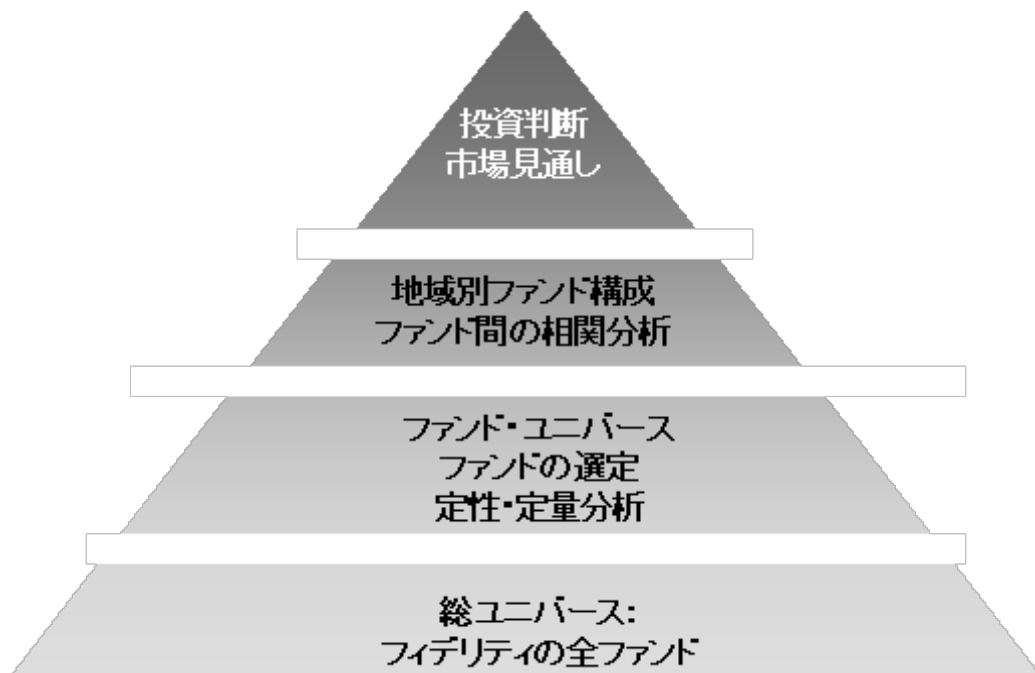 投資判断
市場見通し
地域別ファンド構成
ファンド間の相関分析
ファンド・ユニバース
ファンドの選定
定性・定量分析
総ユニバース:
フィデリティの全ファンド